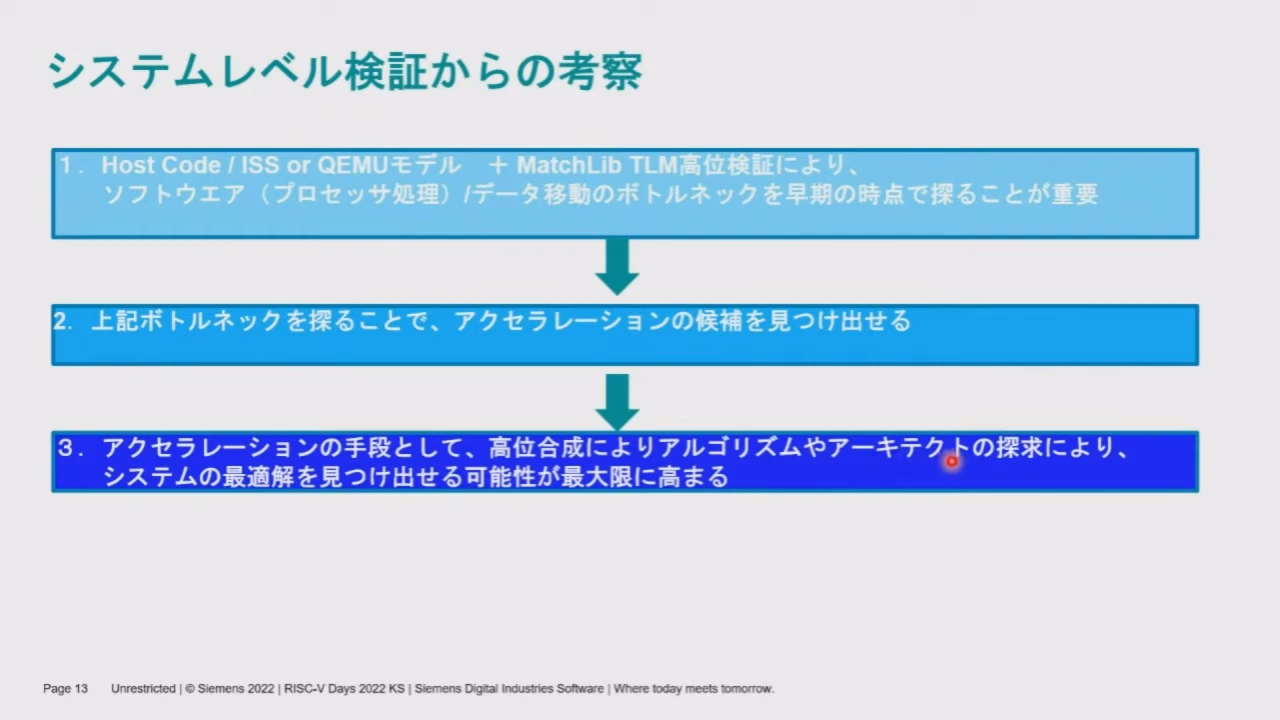 システムレベル検証からの考察
１． Host Code / ISS or QEMUモデル　＋ MatchLib TLM高位検証により、
ソフトウエア（プロセッサ処理）/データ移動のボトルネックを早期の時点で探ることが重要
2． 上記ボトルネックを探ることで、アクセラレーションの候補を見つけ出せる
３． アクセラレーションの手段として、高位合成によりアルゴリズムやアーキテクトの探求により、
システムの最適解を見つけ出せる可能性が最大限に高まる
Page 13 Unrestricted | © Siemens 2022 | RISC-V Days 2022 KS | Siemens Digital Industries Software | Where today meets tomorrow.